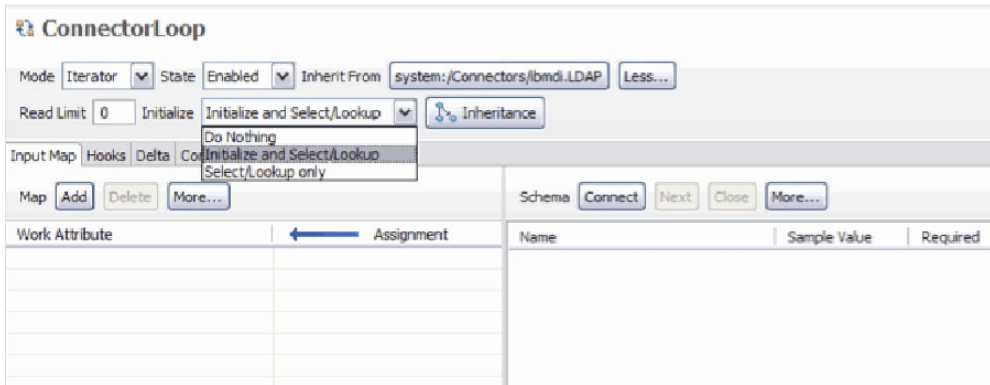 ConnectorLoop
Mode Iterator State Enabled Inherit From system:/Connectors/ibmdi.LDAP Less...
Read Limit 0 Initialize Initialize and Select/Lookup Inheritance
Do Nothing
Input Map Hooks Delta Initialize and Select/Lookup
Select/Lookup only
Map Add Delete More... Schema Connect Next Close More...
Work Attribute Assignment Name Sample Value Required